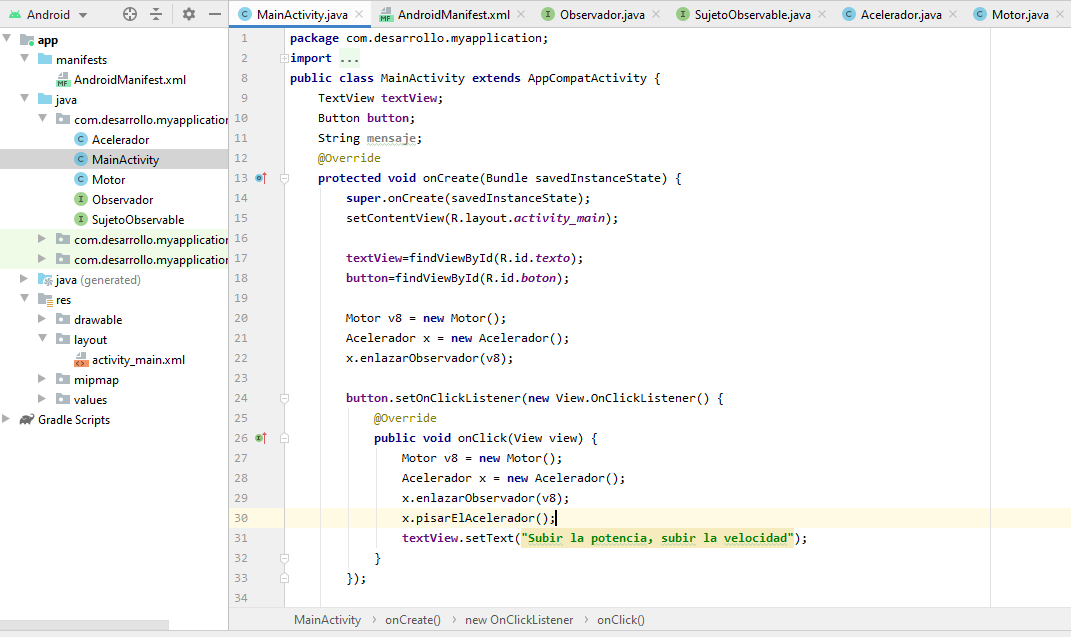 Android
MainActivity.java
AndroidManifest.xml
Observador.java
SujetoObservable.java
Acelerador.java
Motor.java
app
manifests
AndroidManifest.xml
java
com.desarrollo.myapplication
Acelerador
MainActivity
Motor
Observador
SujetoObservable
com.desarrollo.myapplication
com.desarrollo.myapplication
java (generated)
res
drawable
layout
activity_main.xml
mipmap
values
Gradle Scripts
1 package com.desarrollo.myapplication;
2 import ...
8 public class MainActivity extends AppCompatActivity {
9 TextView textView;
10 Button button;
11 String mensaje;
12 @Override
13 protected void onCreate(Bundle savedInstanceState) {
14 super.onCreate(savedInstanceState);
15 setContentView(R.layout.activity_main);
16
17 textView=findViewById(R.id.texto);
18 button=findViewById(R.id.boton);
19
20 Motor v8 = new Motor();
21 Acelerador x = new Acelerador();
22 x.enlazarObservador(v8);
23
24 button.setOnClickListener(new View.OnClickListener() {
25 @Override
26 public void onClick(View view) {
27 Motor v8 = new Motor();
28 Acelerador x = new Acelerador();
29 x.enlazarObservador(v8);
30 x.pisarElAcelerador();
31 textView.setText("Subir la potencia, subir la velocidad");
32 }
33 });
34
MainActivity > onCreate() > new OnClickListener > onClick()